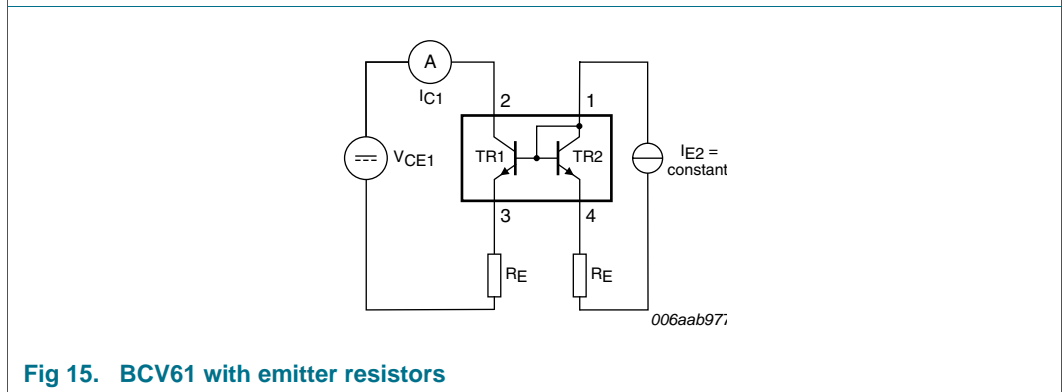 A
IC1
2
1
VCE1
TR1
TR2
IE2 =
constant
3
4
RE
RE
006aab977
Fig 15. BCV61 with emitter resistors